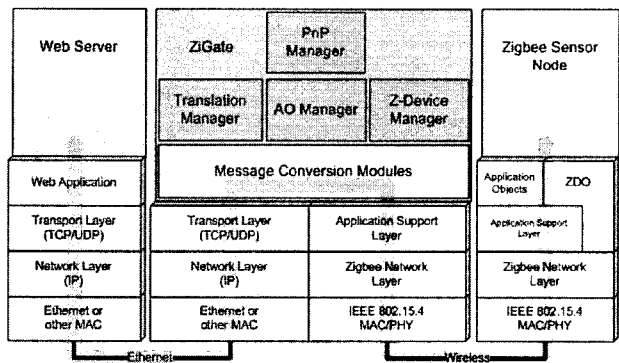 Web Server
ZiGate
PnP
Manager
Zigbee Sensor
Node
Translation
Manager
AO Manager
Z-Device
Manager
Message Conversion Modules
Web Application
Application
Objects
ZDO
Transport Layer
(TCP/UDP)
Transport Layer
(TCP/UDP)
Application Support
Layer
Application Support
Layer
Network Layer
(IP)
Network Layer
(IP)
Zigbee Network
Layer
Zigbee Network
Layer
Ethernet or
other MAC
Ethernet or
other MAC
IEEE 802.15.4
MAC/PHY
IEEE 802.15.4
MAC/PHY
Ethernet
Wireless